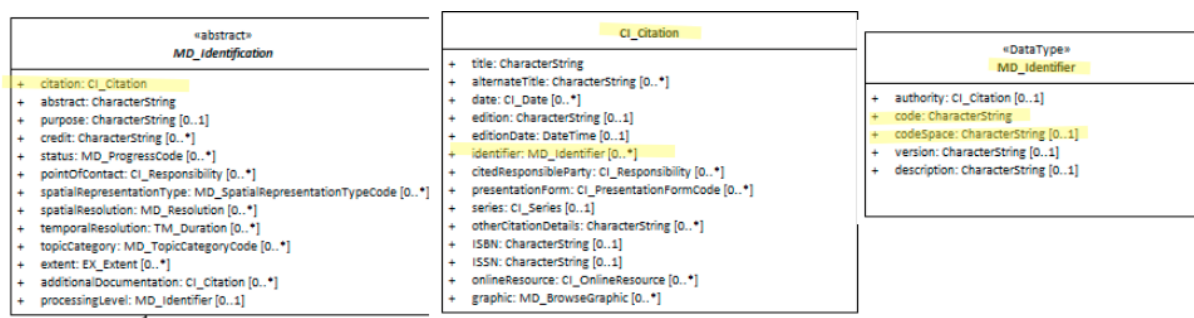 «abstract»
MD_Identification
+ citation: CI_Citation
+ abstract: CharacterString
+ purpose: CharacterString [0..1]
+ credit: CharacterString [0..*]
+ status: MD_ProgressCode [0..*]
+ pointOfContact: CI_Responsibility [0..*]
+ spatialRepresentationType: MD_SpatialRepresentationTypeCode [0..*]
+ spatialResolution: MD_Resolution [0..*]
+ temporalResolution: TM_Duration [0..*]
+ topicCategory: MD_TopicCategoryCode [0..*]
+ extent: EX_Extent [0..*]
+ additionalDocumentation: CI_Citation [0..*]
+ processingLevel: MD_Identifier [0..1]
CI_Citation
+ title: CharacterString
+ alternateTitle: CharacterString [0..*]
+ date: CI_Date [0..*]
+ edition: CharacterString [0..1]
+ editionDate: DateTime [0..1]
+ identifier: MD_Identifier [0..*]
+ citedResponsibleParty: CI_Responsibility [0..*]
+ presentationForm: CI_PresentationFormCode [0..*]
+ series: CI_Series [0..1]
+ otherCitationDetails: CharacterString [0..*]
+ ISBN: CharacterString [0..1]
+ ISSN: CharacterString [0..1]
+ onlineResource: CI_OnlineResource [0..*]
+ graphic: MD_BrowseGraphic [0..*]
«DataType»
MD_Identifier
+ authority: CI_Citation [0..1]
+ code: CharacterString
+ codeSpace: CharacterString [0..1]
+ version: CharacterString [0..1]
+ description: CharacterString [0..1]